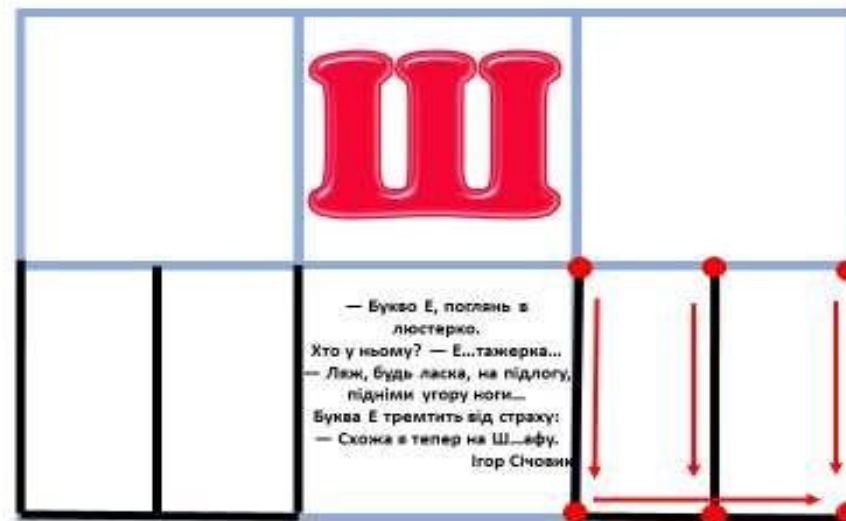 Ш
— Букво Е, поглянь в
люстерко.
Хто у ньому? — Е...тажерка...
— Ляж, будь ласка, на підлогу,
підніми угору ноги...
Буква Е тремтить від страху:
— Схожа я тепер на Ш...афу.
Ігор Січовик